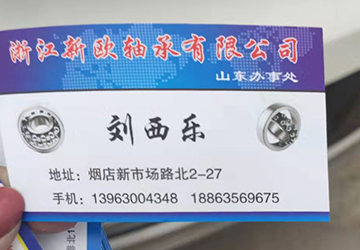 浙江新欧轴承有限公司
山东办事处
刘西乐
地址：烟店新市场路北2-27
手机：13963004348 18863569675